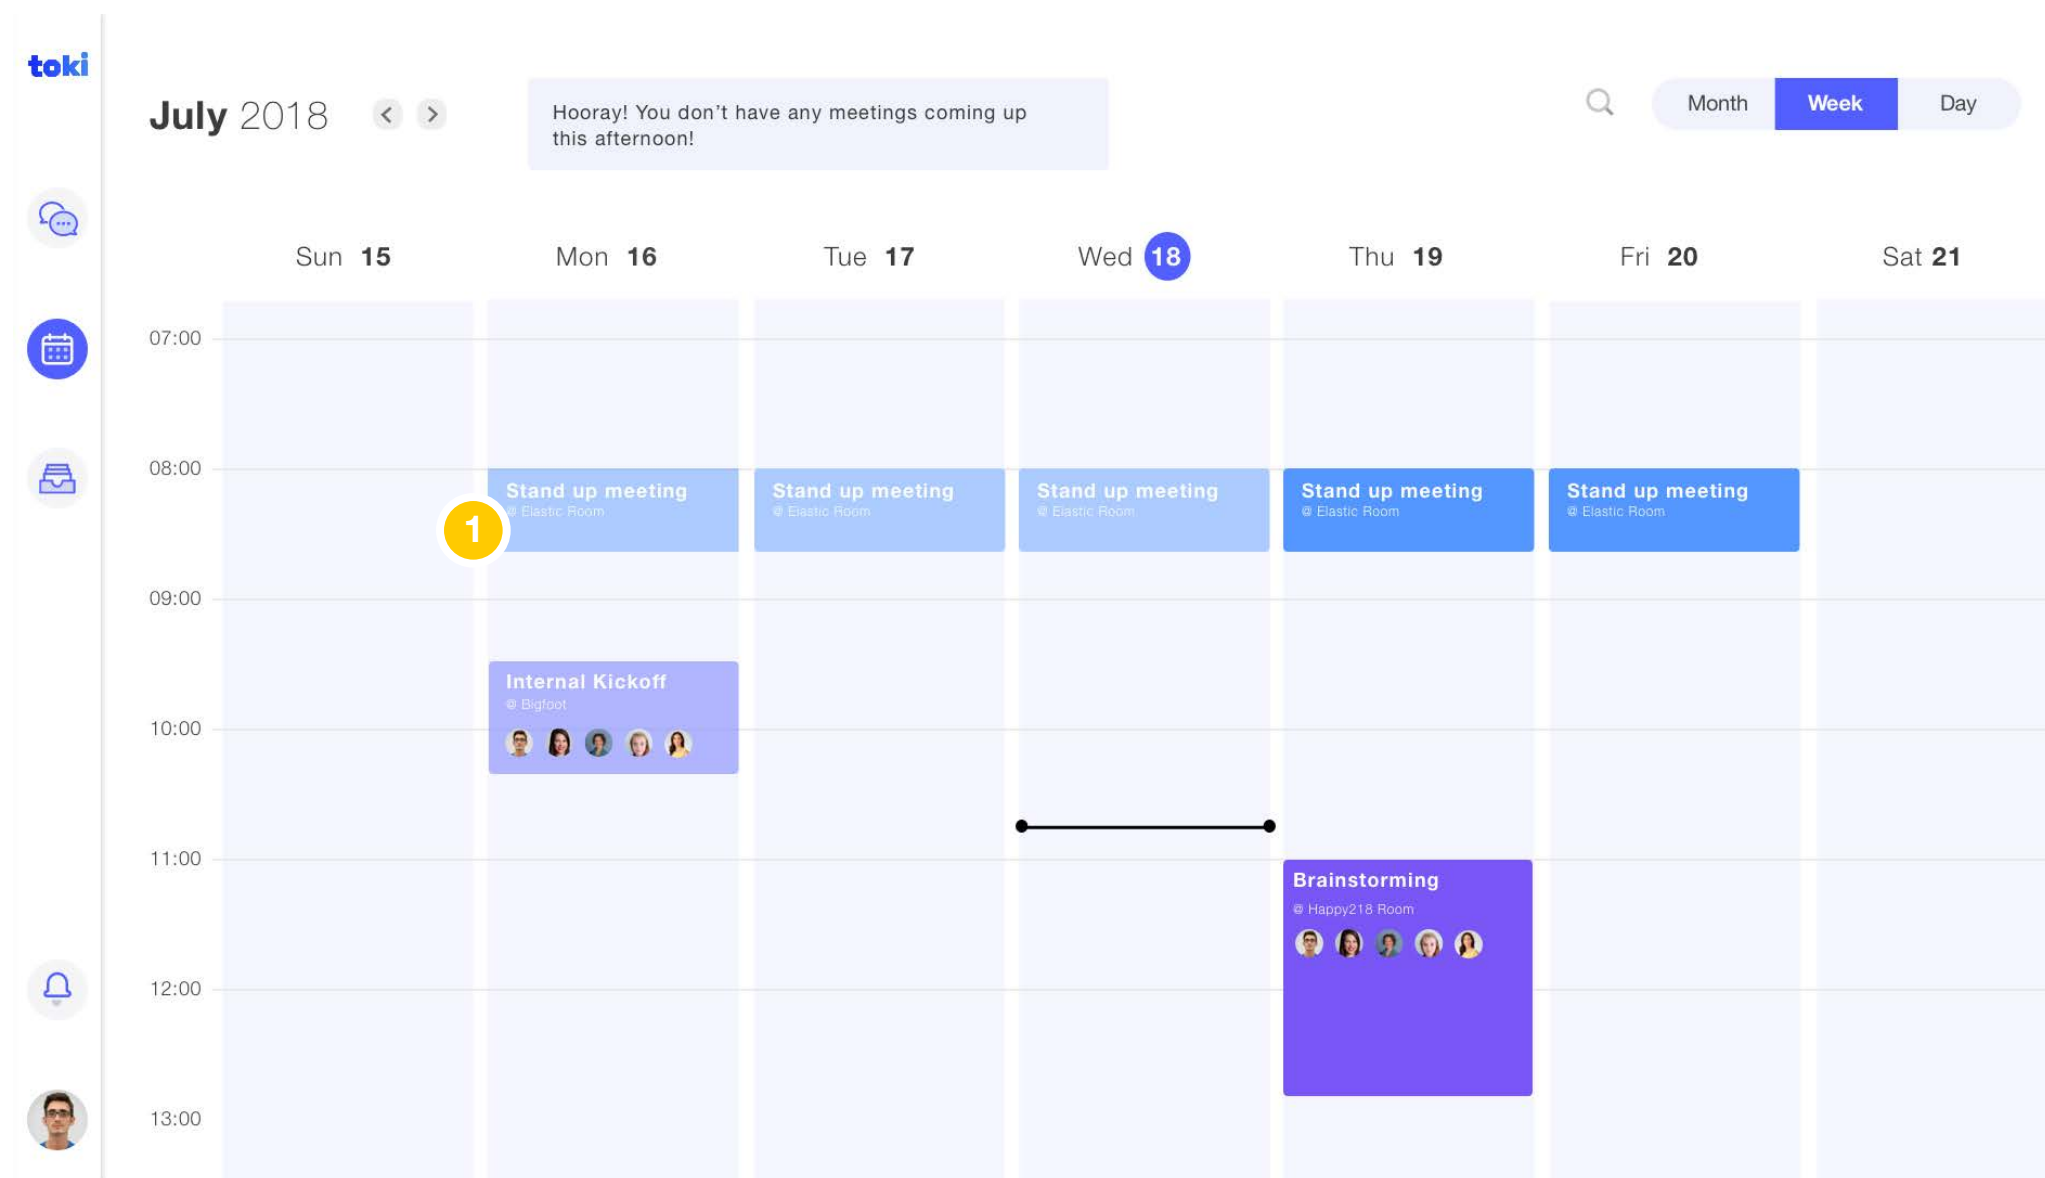 toki
July 2018
Hooray! You don’t have any meetings coming up
this afternoon!
Month Week Day
Sun 15 Mon 16 Tue 17 Wed 18 Thu 19 Fri 20 Sat 21
07:00
08:00
Stand up meeting
@ Elastic Room
Stand up meeting
@ Elastic Room
Stand up meeting
@ Elastic Room
Stand up meeting
@ Elastic Room
Stand up meeting
@ Elastic Room
1
09:00
Internal Kickoff
@ Bigfoot
10:00
11:00
Brainstorming
@ Happy218 Room
12:00
13:00